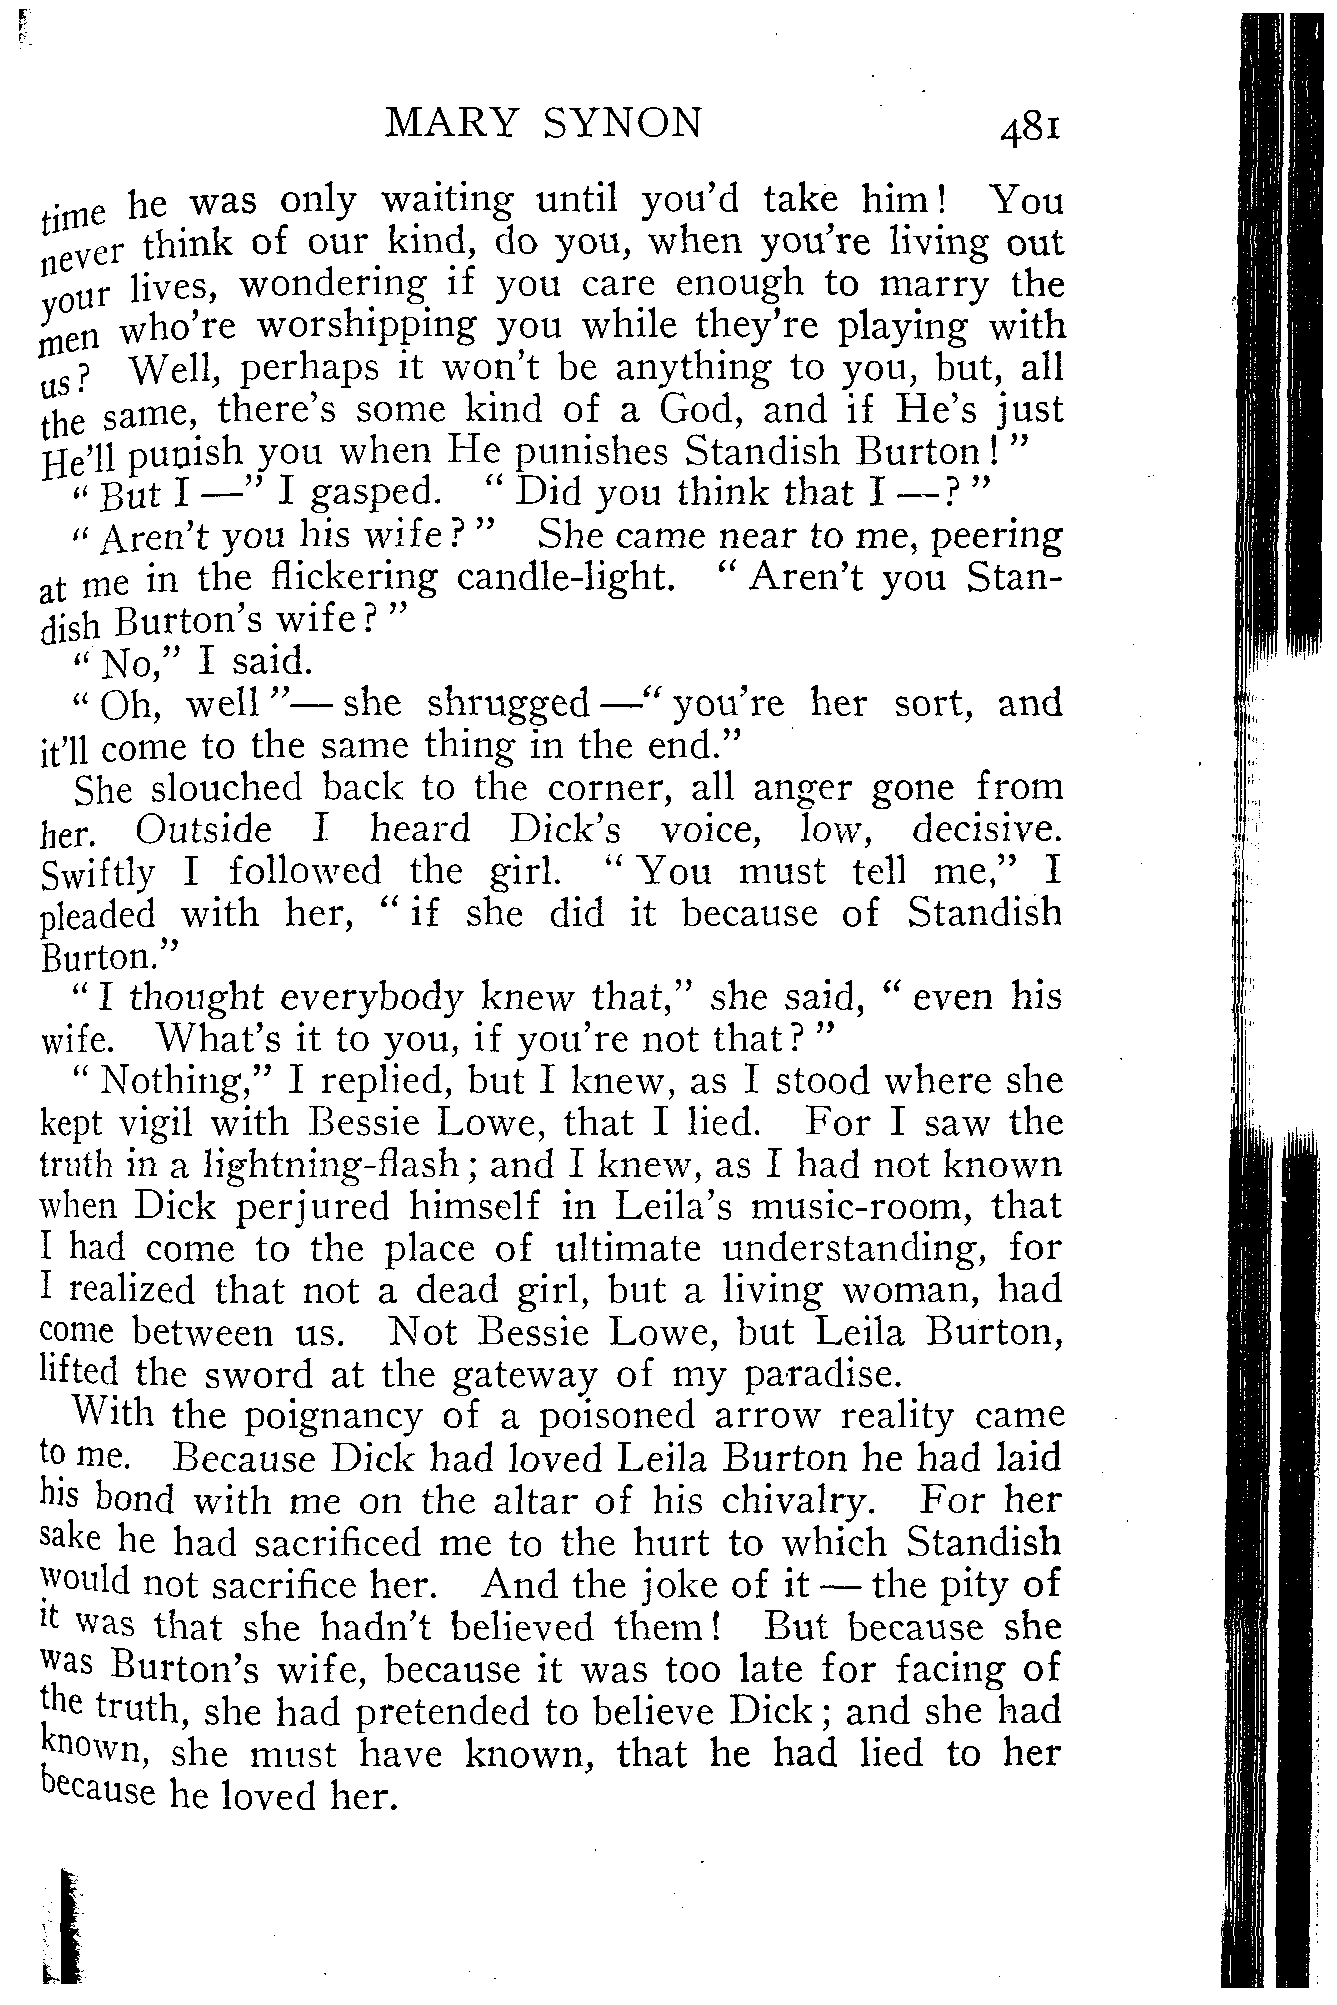 MARY SYNON 481
time he was only waiting until you'd take him! You
never think of our kind, do you, when you're living out
your lives, wondering if you care enough to marry the
men who're worshipping you while they're playing with
us? Well, perhaps it won't be anything to you, but, all
the same, there's some kind of a God, and if He's just
He'll punish you when He punishes Standish Burton!"
"But I —" I gasped. "Did you think that I —?"
"Aren't you his wife?" She came near to me, peering
at me in the flickering candle-light. "Aren't you Stan-
dish Burton's wife?"
"No," I said.
"Oh, well"— she shrugged —"you're her sort, and
it'll come to the same thing in the end."
She slouched back to the corner, all anger gone from
her. Outside I heard Dick's voice, low, decisive.
Swiftly I followed the girl. "You must tell me," I
pleaded with her, "if she did it because of Standish
Burton."
"I thought everybody knew that," she said, "even his
wife. What's it to you, if you're not that?"
"Nothing," I replied, but I knew, as I stood where she
kept vigil with Bessie Lowe, that I lied. For I saw the
truth in a lightning-flash; and I knew, as I had not known
when Dick perjured himself in Leila's music-room, that
I had come to the place of ultimate understanding, for
I realized that not a dead girl, but a living woman, had
come between us. Not Bessie Lowe, but Leila Burton,
lifted the sword at the gateway of my paradise.
With the poignancy of a poisoned arrow reality came
to me. Because Dick had loved Leila Burton he had laid
his bond with me on the altar of his chivalry. For her
sake he had sacrificed me to the hurt to which Standish
would not sacrifice her. And the joke of it — the pity of
it was that she hadn't believed them! But because she
was Burton's wife, because it was too late for facing of
the truth, she had pretended to believe Dick; and she had
known, she must have known, that he had lied to her
because he loved her.